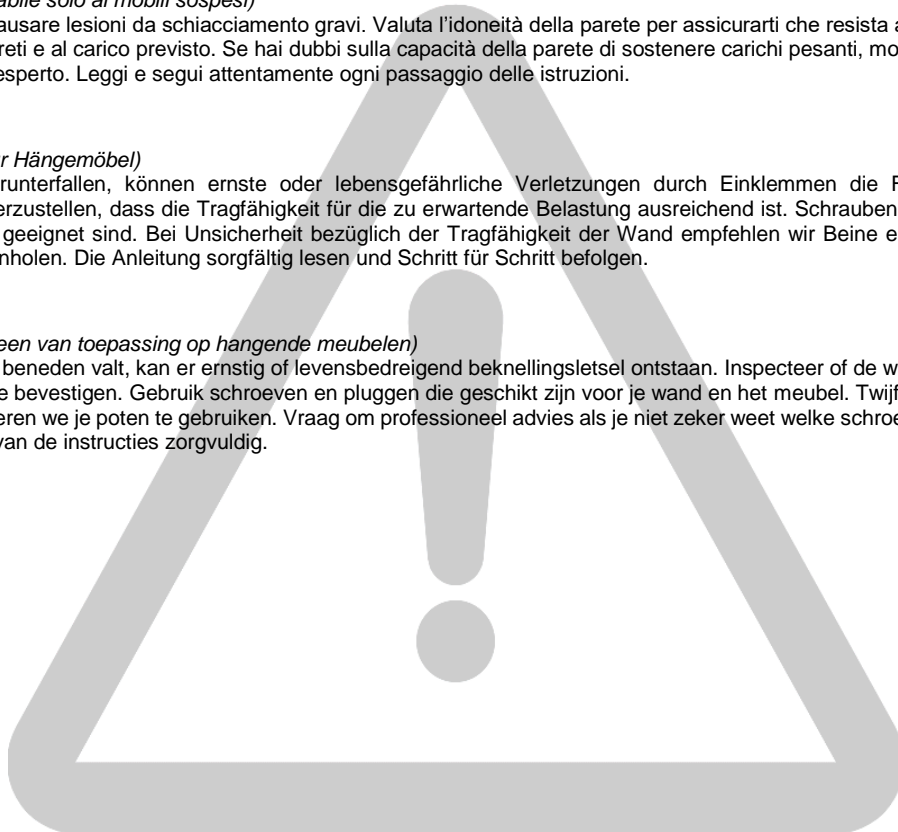 abile solo ai mobili sospesi)
ausare lesioni da schiacciamento gravi. Valuta l’idoneità della parete per assicurarti che resista a
reti e al carico previsto. Se hai dubbi sulla capacità della parete di sostenere carichi pesanti, mo
esperto. Leggi e segui attentamente ogni passaggio delle istruzioni.
r Hängemöbel)
runterfallen, können ernste oder lebensgefährliche Verletzungen durch Einklemmen die F
erzustellen, dass die Tragfähigkeit für die zu erwartende Belastung ausreichend ist. Schrauben
geeignet sind. Bei Unsicherheit bezüglich der Tragfähigkeit der Wand empfehlen wir Beine e
nholen. Die Anleitung sorgfältig lesen und Schritt für Schritt befolgen.
een van toepassing op hangende meubelen)
beneden valt, kan er ernstig of levensbedreigend beknellingsletsel ontstaan. Inspecteer of de w
e bevestigen. Gebruik schroeven en pluggen die geschikt zijn voor je wand en het meubel. Twijf
eren we je poten te gebruiken. Vraag om professioneel advies als je niet zeker weet welke schroe
van de instructies zorgvuldig.